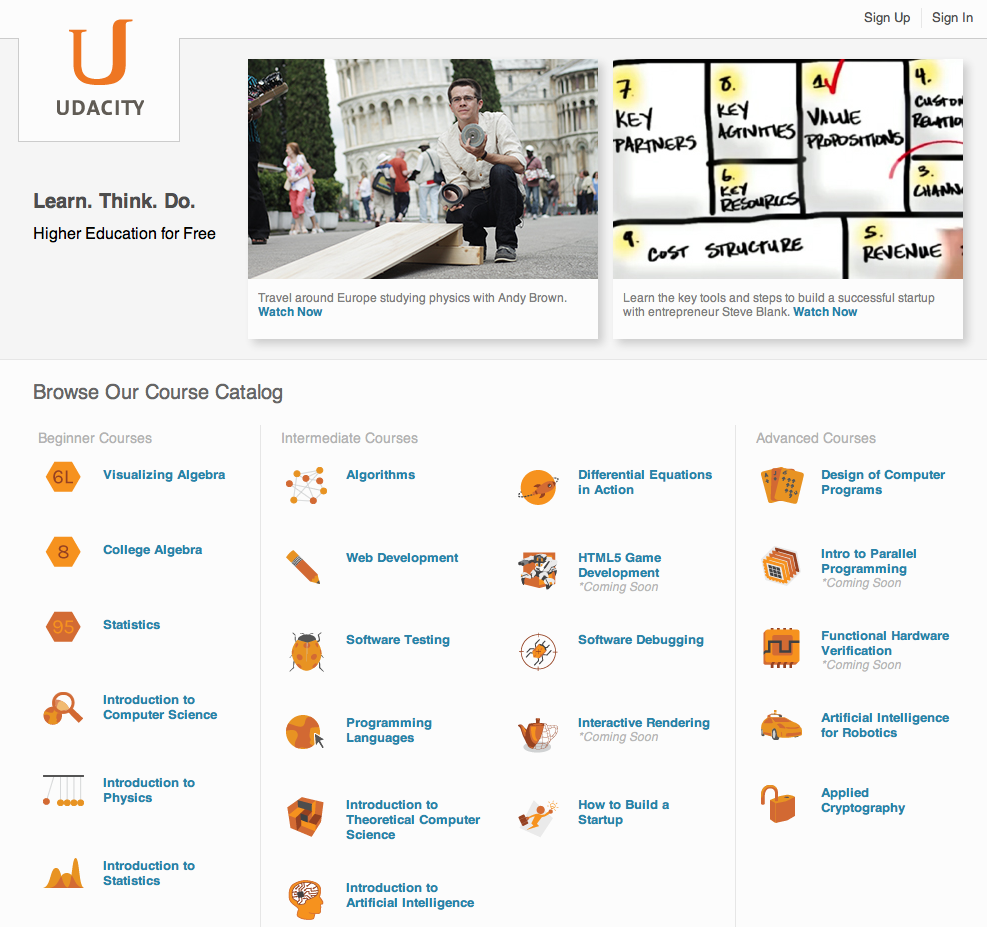 Sign Up
Sign In
UDACITY
Learn. Think. Do.
Higher Education for Free
Travel around Europe studying physics with Andy Brown.
Watch Now
7.
KEY
PARTNERS
8.
KEY
ACTIVITIES
6.
KEY
RESOURCES
1
VALUE
PROPOSITIONS
4.
3.
9.
COST STRUCTURE
5.
REVENUE
Learn the key tools and steps to build a successful startup
with entrepreneur Steve Blank. Watch Now
Browse Our Course Catalog
Beginner Courses
6L
Visualizing Algebra
8
College Algebra
95
Statistics
Introduction to
Computer Science
Introduction to
Physics
Introduction to
Statistics
Intermediate Courses
Algorithms
Web Development
Software Testing
Programming
Languages
Introduction to
Theoretical Computer
Science
Introduction to
Artificial Intelligence
Differential Equations
in Action
HTML5 Game
Development
*Coming Soon
Software Debugging
Interactive Rendering
*Coming Soon
How to Build a
Startup
Advanced Courses
Design of Computer
Programs
Intro to Parallel
Programming
*Coming Soon
Functional Hardware
Verification
*Coming Soon
Artificial Intelligence
for Robotics
Applied
Cryptography